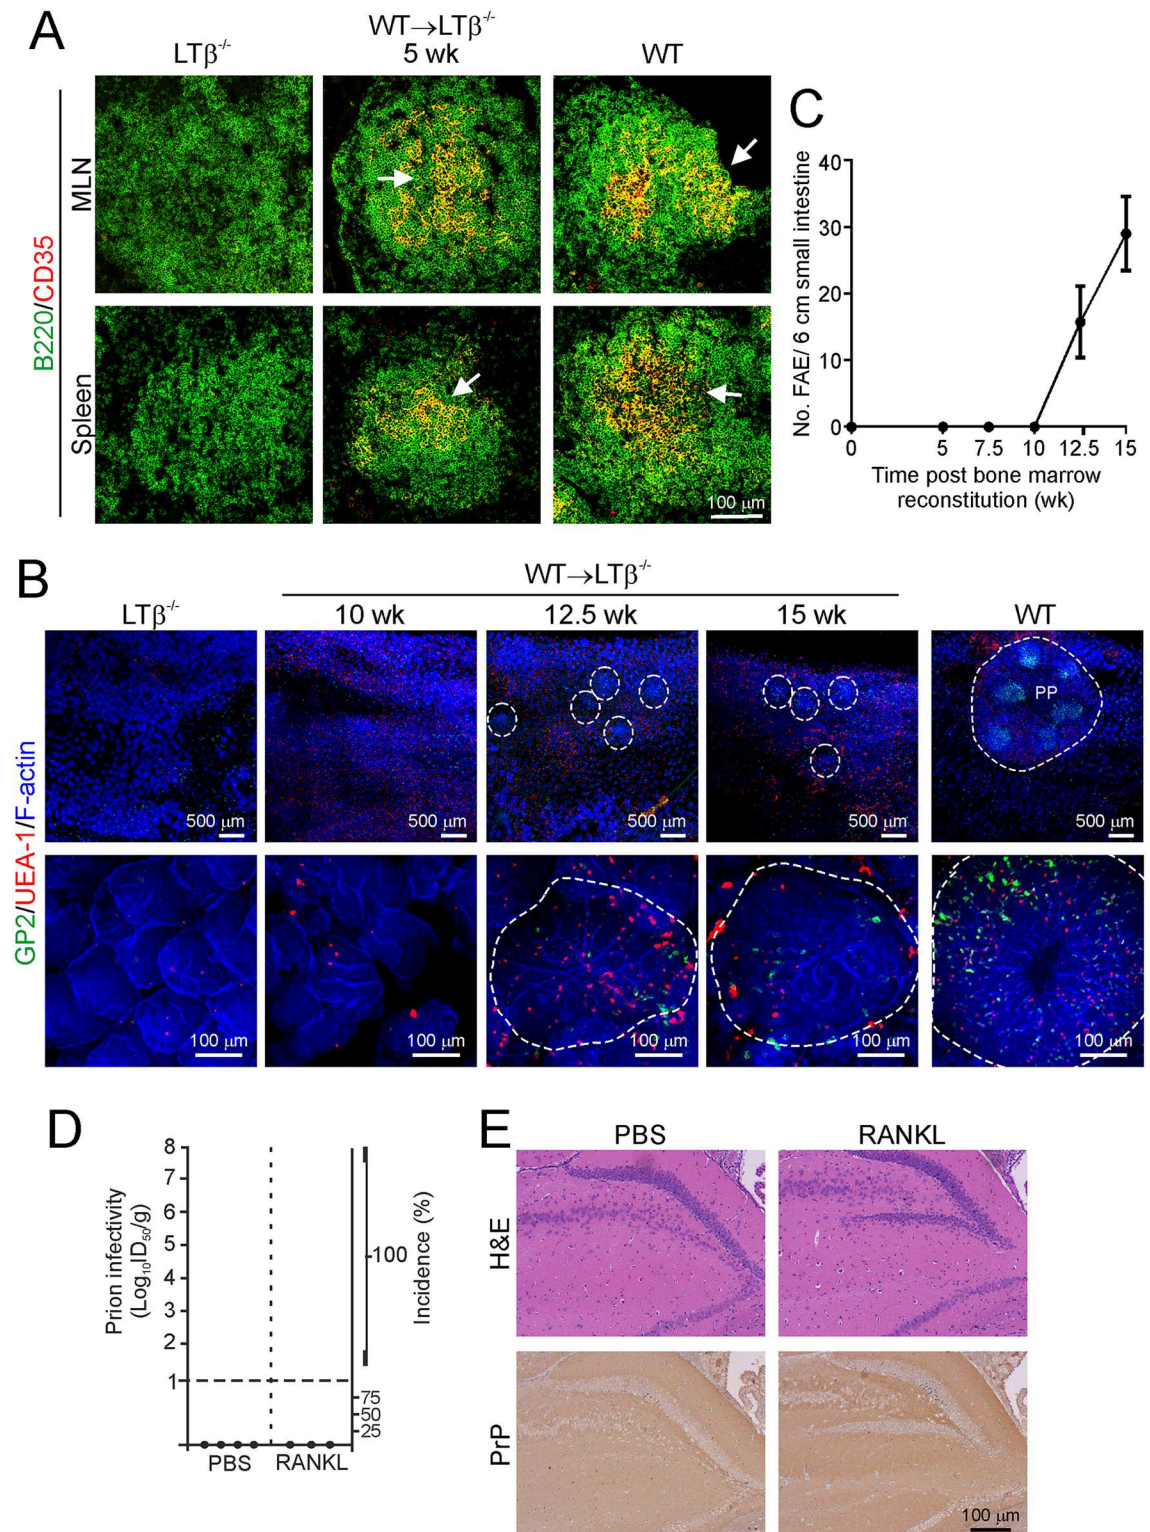 A
LTβ-/-
WT→LTβ-/-
5 wk
WT
MLN
Spleen
B220/CD35
100 μm
C
No. FAE/ 6 cm small intestine
40
30
20
10
0
0
5
7.5
10
12.5
15
Time post bone marrow
reconstitution (wk)
B
WT→LTβ-/-
LTβ-/-
10 wk
12.5 wk
15 wk
WT
GP2/UEA-1/F-actin
PP
500 μm
500 μm
500 μm
500 μm
500 μm
100 μm
100 μm
100 μm
100 μm
100 μm
D
Prion infectivity
(Log10ID50/g)
8
7
6
5
4
3
2
1
100
75
50
25
Incidence (%)
PBS
RANKL
E
PBS
RANKL
H&E
PrP
100 μm